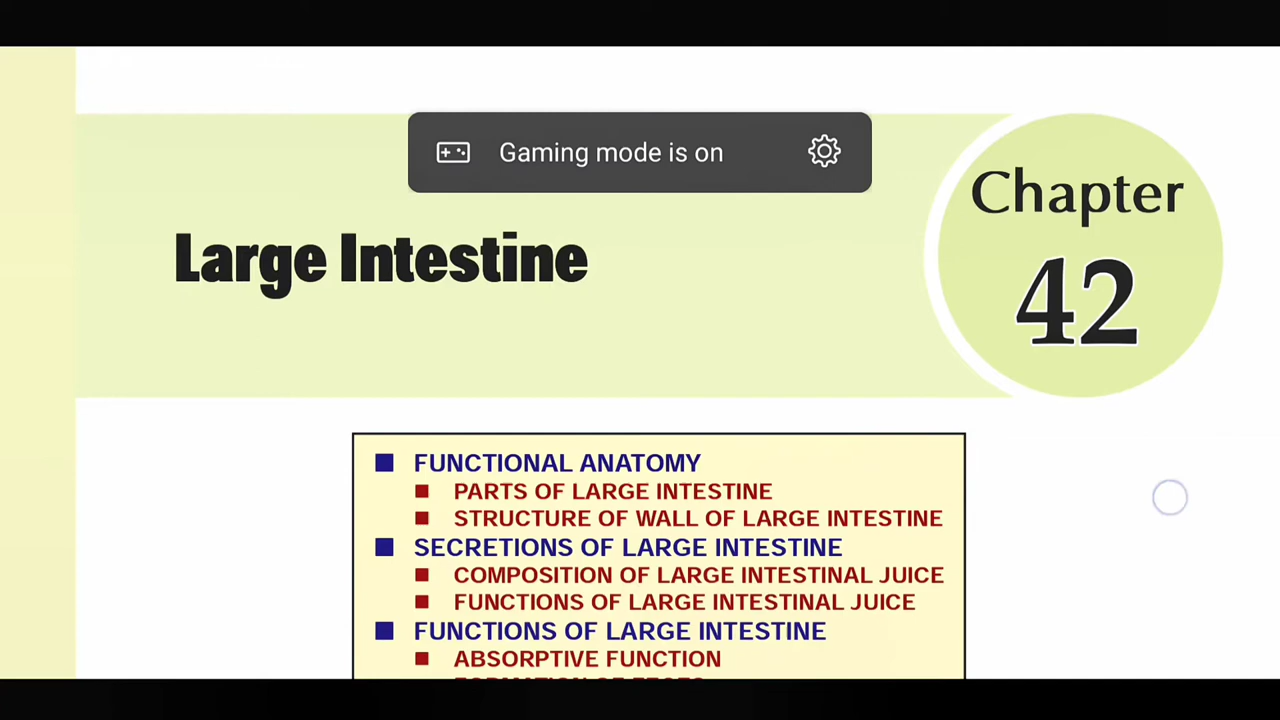 Gaming mode is on
Chapter
42
Large Intestine
FUNCTIONAL ANATOMY
PARTS OF LARGE INTESTINE
STRUCTURE OF WALL OF LARGE INTESTINE
SECRETIONS OF LARGE INTESTINE
COMPOSITION OF LARGE INTESTINAL JUICE
FUNCTIONS OF LARGE INTESTINAL JUICE
FUNCTIONS OF LARGE INTESTINE
ABSORPTIVE FUNCTION